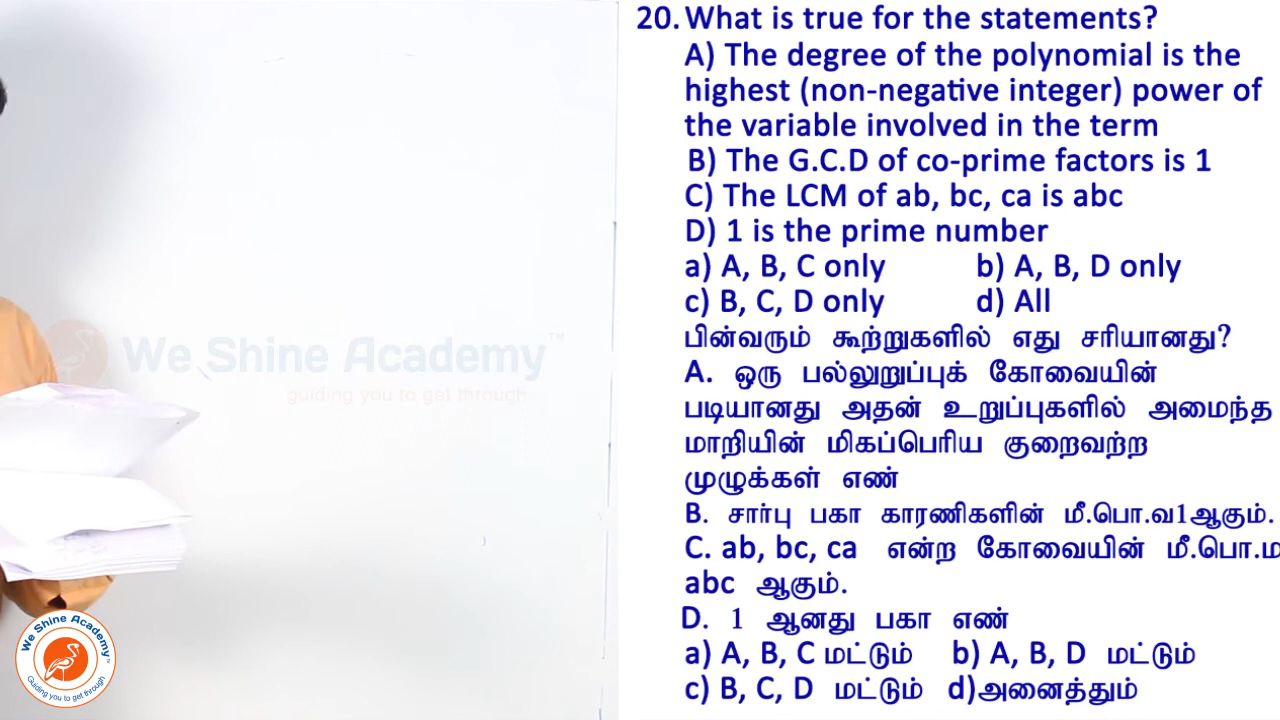 20. What is true for the statements?
A) The degree of the polynomial is the
highest (non-negative integer) power of
the variable involved in the term
B) The G.C.D of co-prime factors is 1
C) The LCM of ab, bc, ca is abc
D) 1 is the prime number
a) A, B, C only b) A, B, D only
c) B, C, D only d) All
பின்வரும் கூற்றுகளில் எது சரியானது?
A. ஒரு பல்லுறுப்புக் கோவையின்
படியானது அதன் உறுப்புகளில் அமைந்த
மாறியின் மிகப்பெரிய குறைவற்ற
முழுக்கள் எண்
B. சார்பு பகா காரணிகளின் மீ.பொ.வ1ஆகும்.
C. ab, bc, ca என்ற கோவையின் மீ.பொ.ம
abc ஆகும்.
D. 1 ஆனது பகா எண்
a) A, B, C மட்டும் b) A, B, D மட்டும்
c) B, C, D மட்டும் d)அனைத்தும்
We Shine Academy™
guiding you to get through
We Shine Academy™
Guiding you to get through